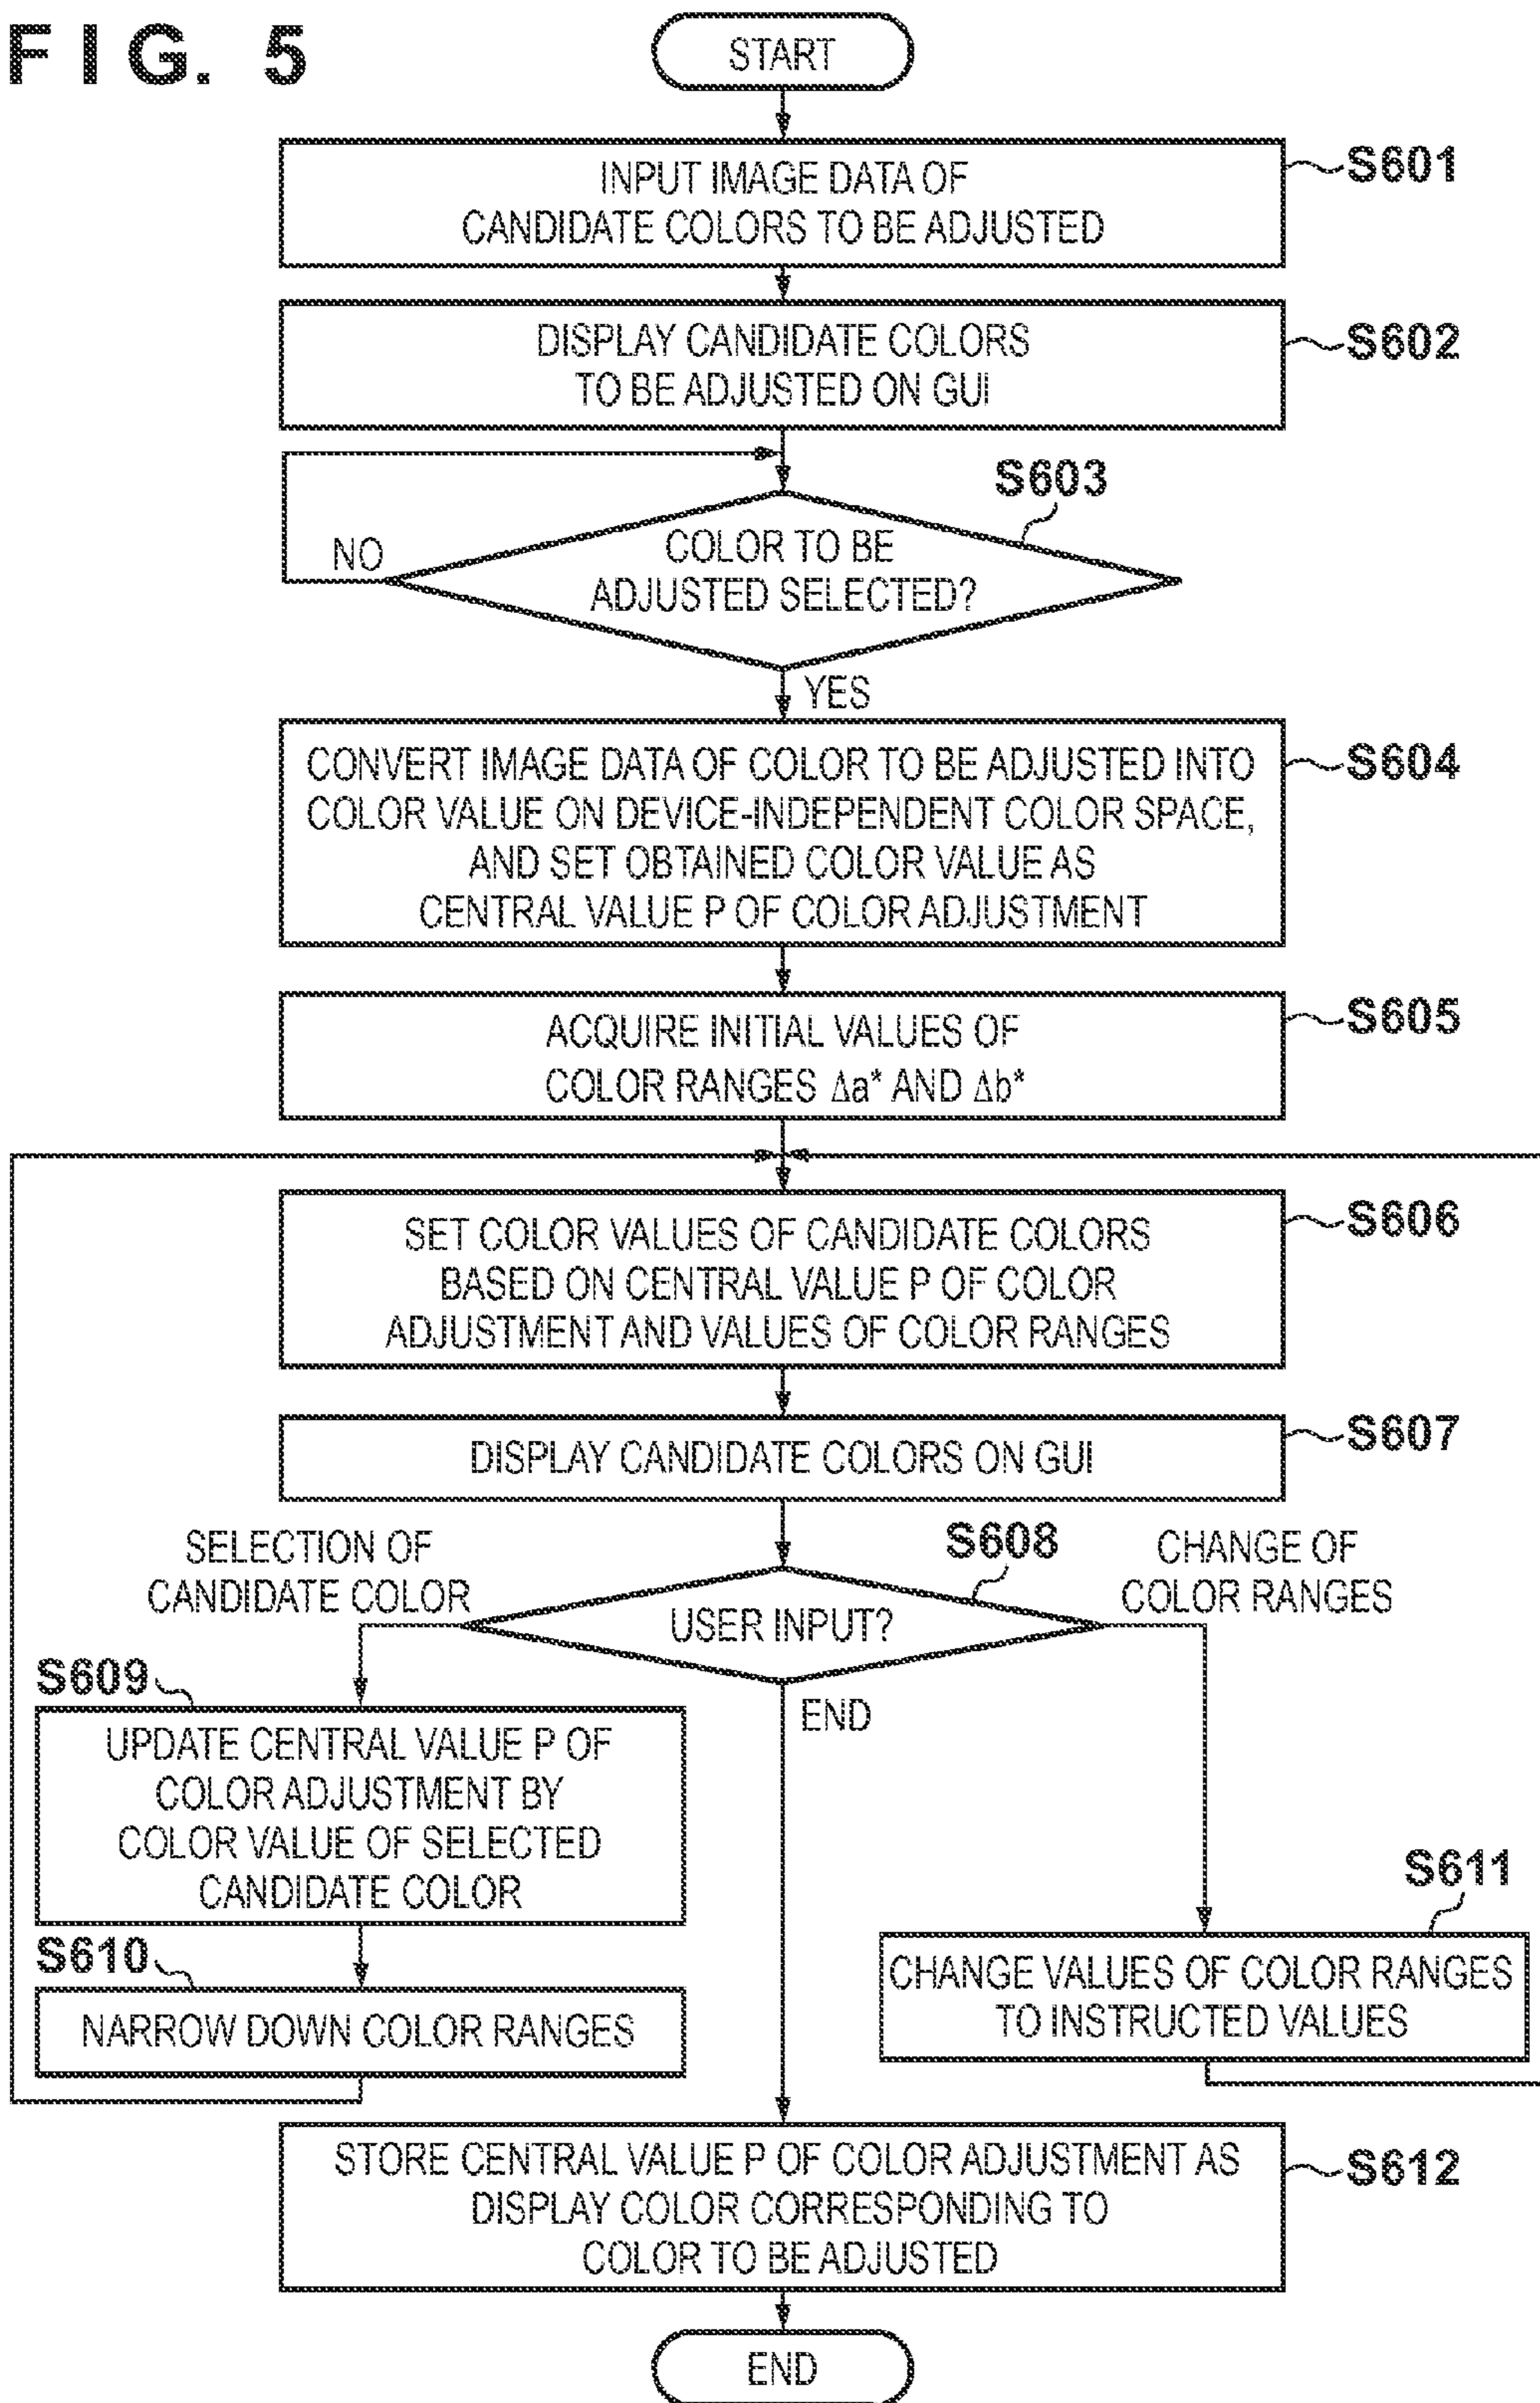 FIG. 5
START
INPUT IMAGE DATA OF
CANDIDATE COLORS TO BE ADJUSTED
S601
DISPLAY CANDIDATE COLORS
TO BE ADJUSTED ON GUI
S602
S603
COLOR TO BE
ADJUSTED SELECTED?
NO
YES
CONVERT IMAGE DATA OF COLOR TO BE ADJUSTED INTO
COLOR VALUE ON DEVICE-INDEPENDENT COLOR SPACE,
AND SET OBTAINED COLOR VALUE AS
CENTRAL VALUE P OF COLOR ADJUSTMENT
S604
ACQUIRE INITIAL VALUES OF
COLOR RANGES Δa* AND Δb*
S605
SET COLOR VALUES OF CANDIDATE COLORS
BASED ON CENTRAL VALUE P OF COLOR
ADJUSTMENT AND VALUES OF COLOR RANGES
S606
DISPLAY CANDIDATE COLORS ON GUI
S607
SELECTION OF
CANDIDATE COLOR
S608
USER INPUT?
CHANGE OF
COLOR RANGES
END
S609
UPDATE CENTRAL VALUE P OF
COLOR ADJUSTMENT BY
COLOR VALUE OF SELECTED
CANDIDATE COLOR
S610
NARROW DOWN COLOR RANGES
S611
CHANGE VALUES OF COLOR RANGES
TO INSTRUCTED VALUES
STORE CENTRAL VALUE P OF COLOR ADJUSTMENT AS
DISPLAY COLOR CORRESPONDING TO
COLOR TO BE ADJUSTED
S612
END